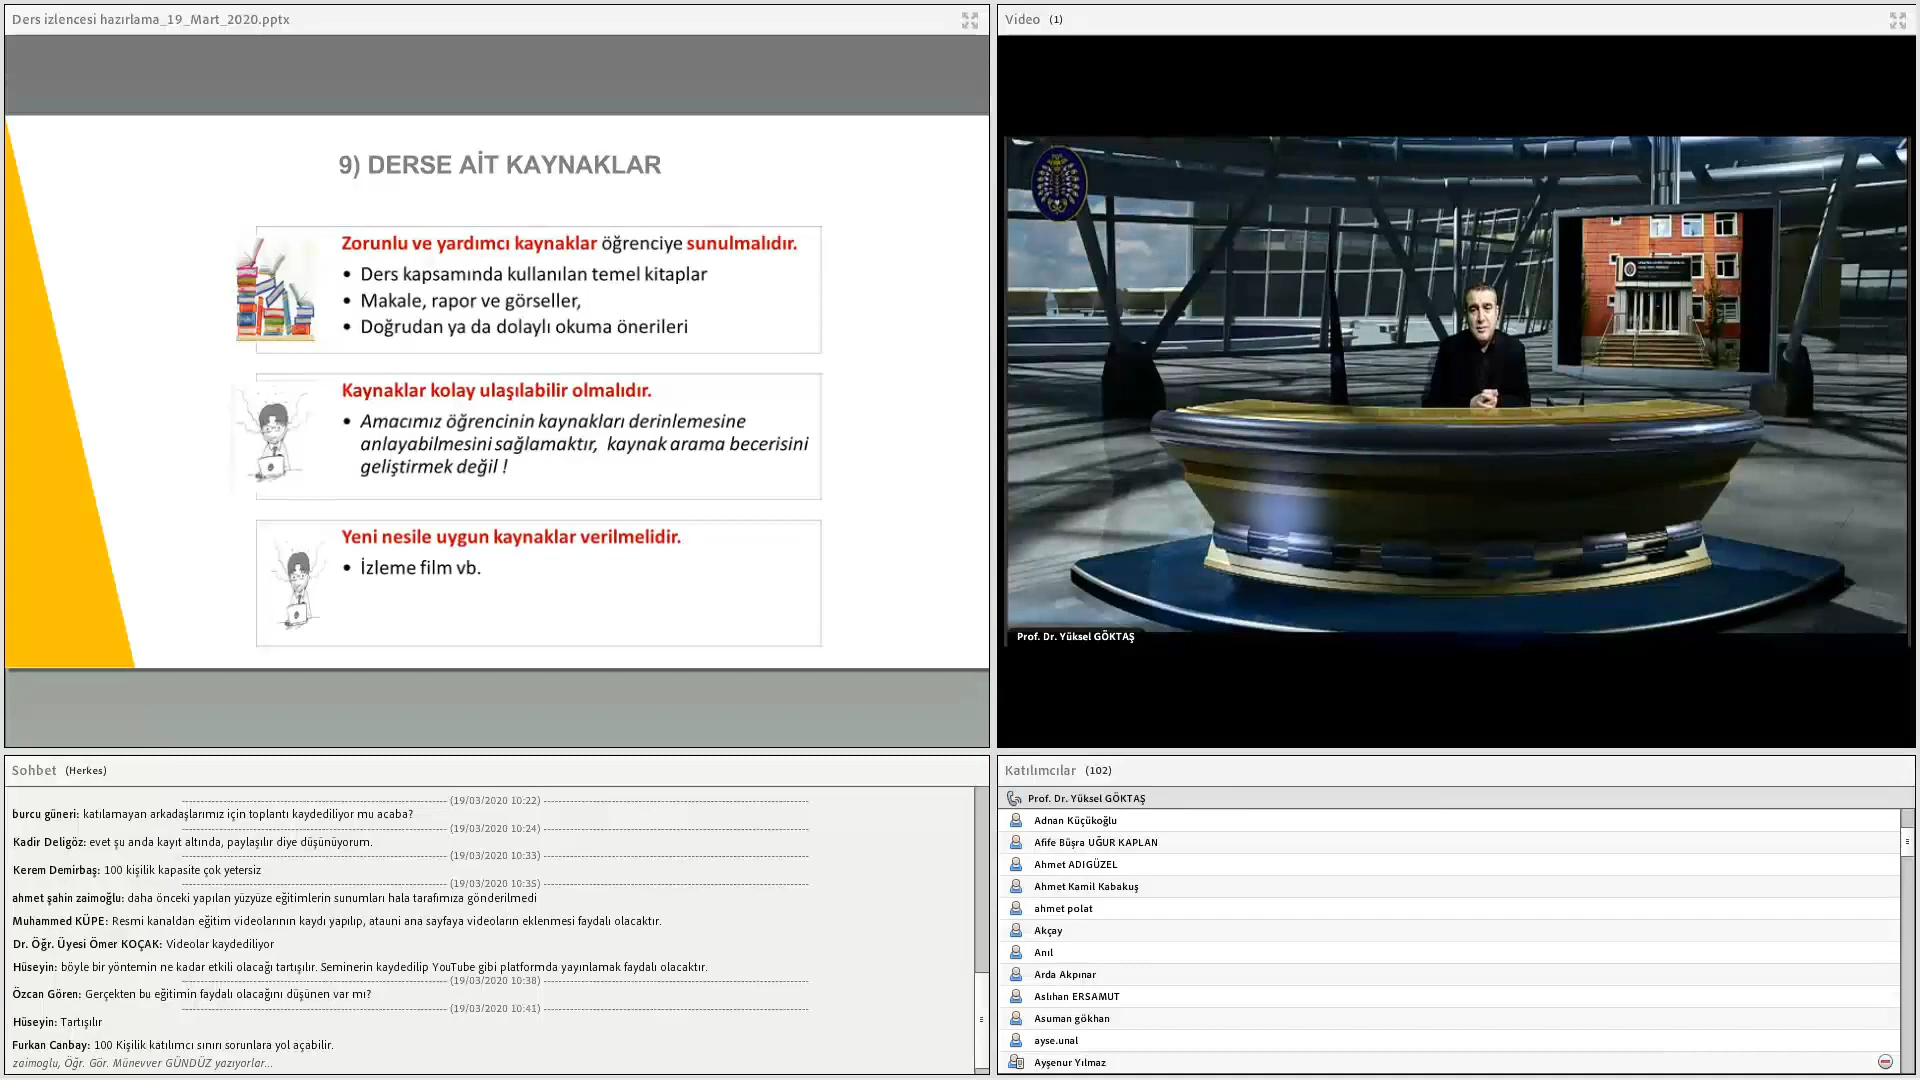 Ders izlencesi hazırlama_19_Mart_2020.pptx
9) DERSE AİT KAYNAKLAR
Zorunlu ve yardımcı kaynaklar öğrenciye sunulmalıdır.
• Ders kapsamında kullanılan temel kitaplar
• Makale, rapor ve görseller,
• Doğrudan ya da dolaylı okuma önerileri
Kaynaklar kolay ulaşılabilir olmalıdır.
• Amacımız öğrencinin kaynakları derinlemesine
anlayabilmesini sağlamaktır, kaynak arama becerisini
geliştirmek değil !
Yeni nesile uygun kaynaklar verilmelidir.
• İzleme film vb.
Video (1)
Prof. Dr. Yüksel GÖKTAŞ
Sohbet (Herkes)
(19/03/2020 10:22)
burcu güneri: katılamayan arkadaşlarımız için toplantı kaydediliyor mu acaba?
(19/03/2020 10:24)
Kadir Deligöz: evet şu anda kayıt altında, paylaşılır diye düşünüyorum.
(19/03/2020 10:33)
Kerem Demirbaş: 100 kişilik kapasite çok yetersiz
(19/03/2020 10:35)
ahmet şahin zaimoğlu: daha önceki yapılan yüzyüze eğitimlerin sunumları hala tarafımıza gönderilmedi
Muhammed KÜPE: Resmi kanaldan eğitim videolarının kaydı yapılıp, atauni ana sayfaya videoların eklenmesi faydalı olacaktır.
Dr. Öğr. Üyesi Ömer KOÇAK: Videolar kaydediliyor
Hüseyin: böyle bir yöntemin ne kadar etkili olacağı tartışılır. Seminerin kaydedilip YouTube gibi platformda yayınlamak faydalı olacaktır.
(19/03/2020 10:38)
Özcan Gören: Gerçekten bu eğitimin faydalı olacağını düşünen var mı?
(19/03/2020 10:41)
Hüseyin: Tartışılır
Furkan Canbay: 100 Kişilik katılımcı sınırı sorunlara yol açabilir.
zaimoglu, Öğr. Gör. Münevver GÜNDÜZ yazıyorlar...
Katılımcılar (102)
Prof. Dr. Yüksel GÖKTAŞ
Adnan Küçükoğlu
Afife Büşra UĞUR KAPLAN
Ahmet ADIGÜZEL
Ahmet Kamil Kabakuş
ahmet polat
Akçay
Anıl
Arda Akpınar
Aslıhan ERSAMUT
Asuman gökhan
ayse.unal
Ayşenur Yılmaz